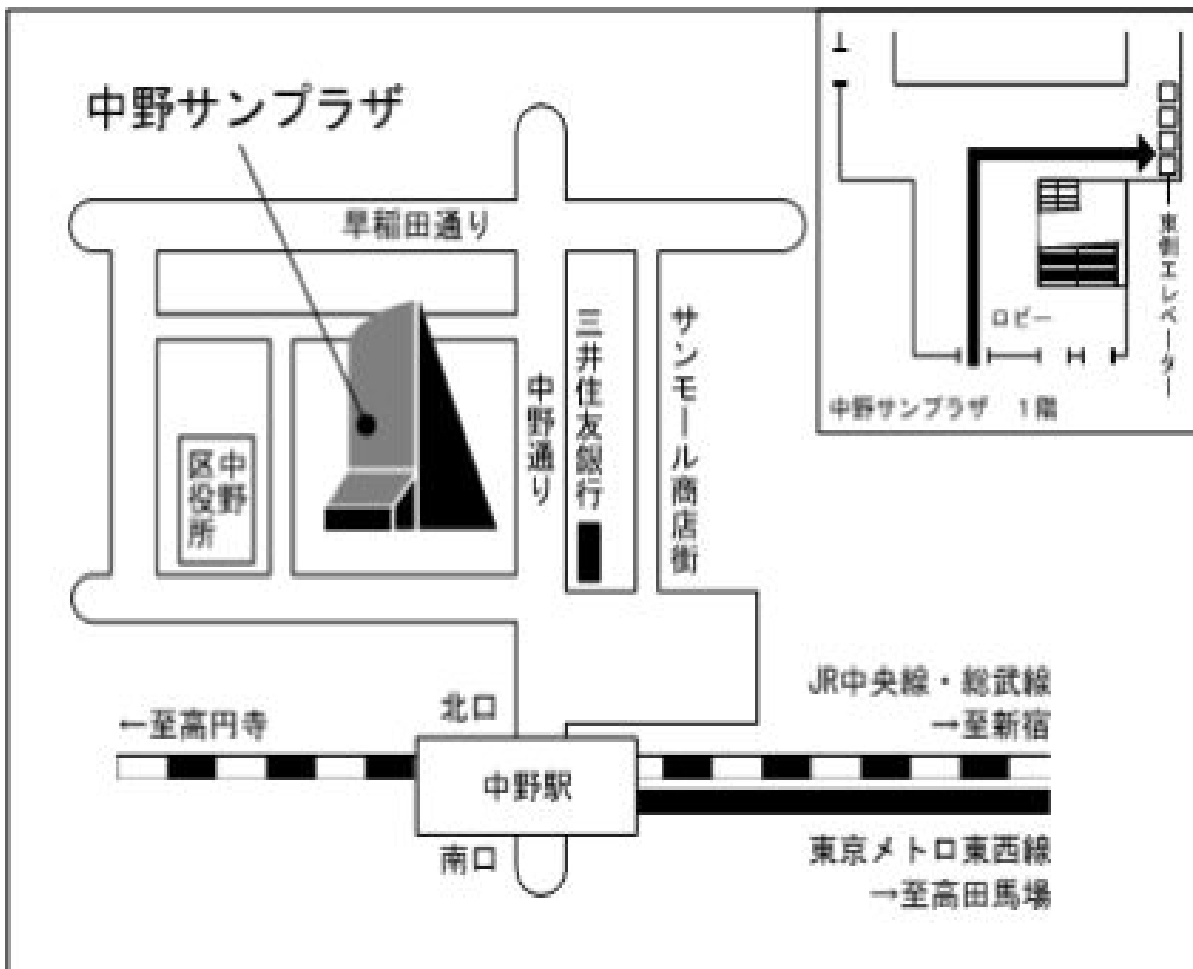 中野サンプラザ
早稲田通り
中野通り
三井住友銀行
サンモール商店街
中野
区役所
東側エレベーター
ロビー
中野サンプラザ 1階
北口
←至高円寺
中野駅
南口
JR中央線・総武線
→至新宿
東京メトロ東西線
→至高田馬場